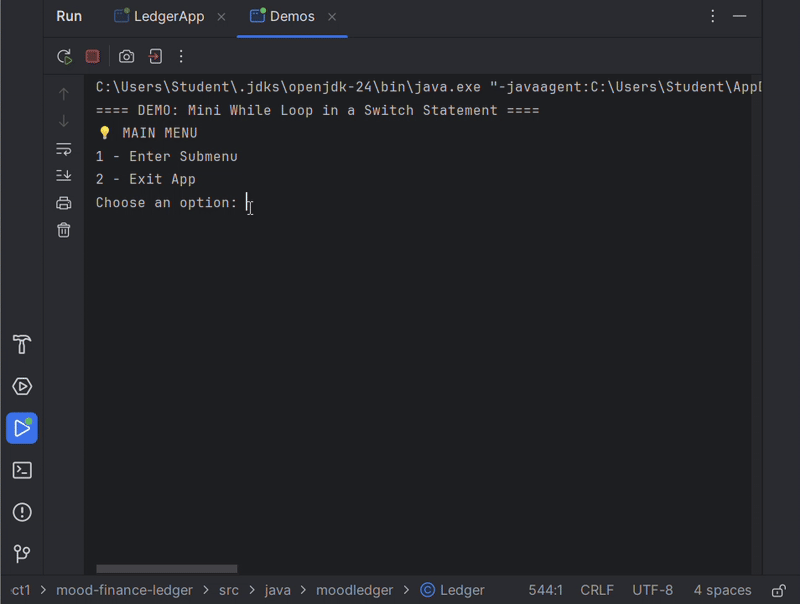 Run LedgerApp Demos
C:\Users\Student\.jdks\openjdk-24\bin\java.exe "-javaagent:C:\Users\Student\App
==== DEMO: Mini While Loop in a Switch Statement ====
💡 MAIN MENU
1 - Enter Submenu
2 - Exit App
Choose an option:
ct1 > mood-finance-ledger > src > java > moodledger > © Ledger 544:1 CRLF UTF-8 4 spaces